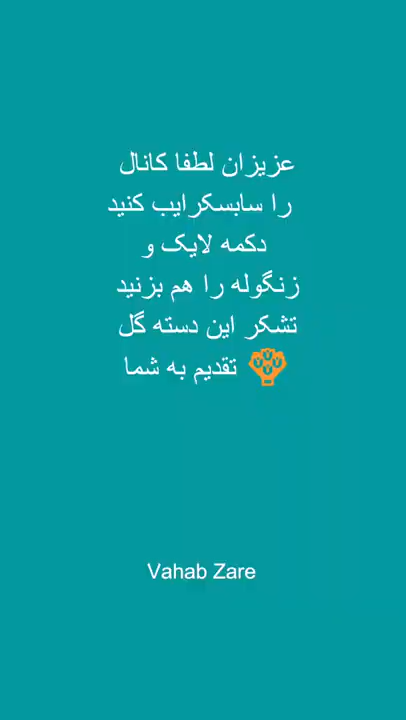 عزیزان لطفا کانال
را سابسکرایب کنید
دکمه لایک و
زنگوله را هم بزنید
تشکر این دسته گل
تقدیم به شما
Vahab Zare